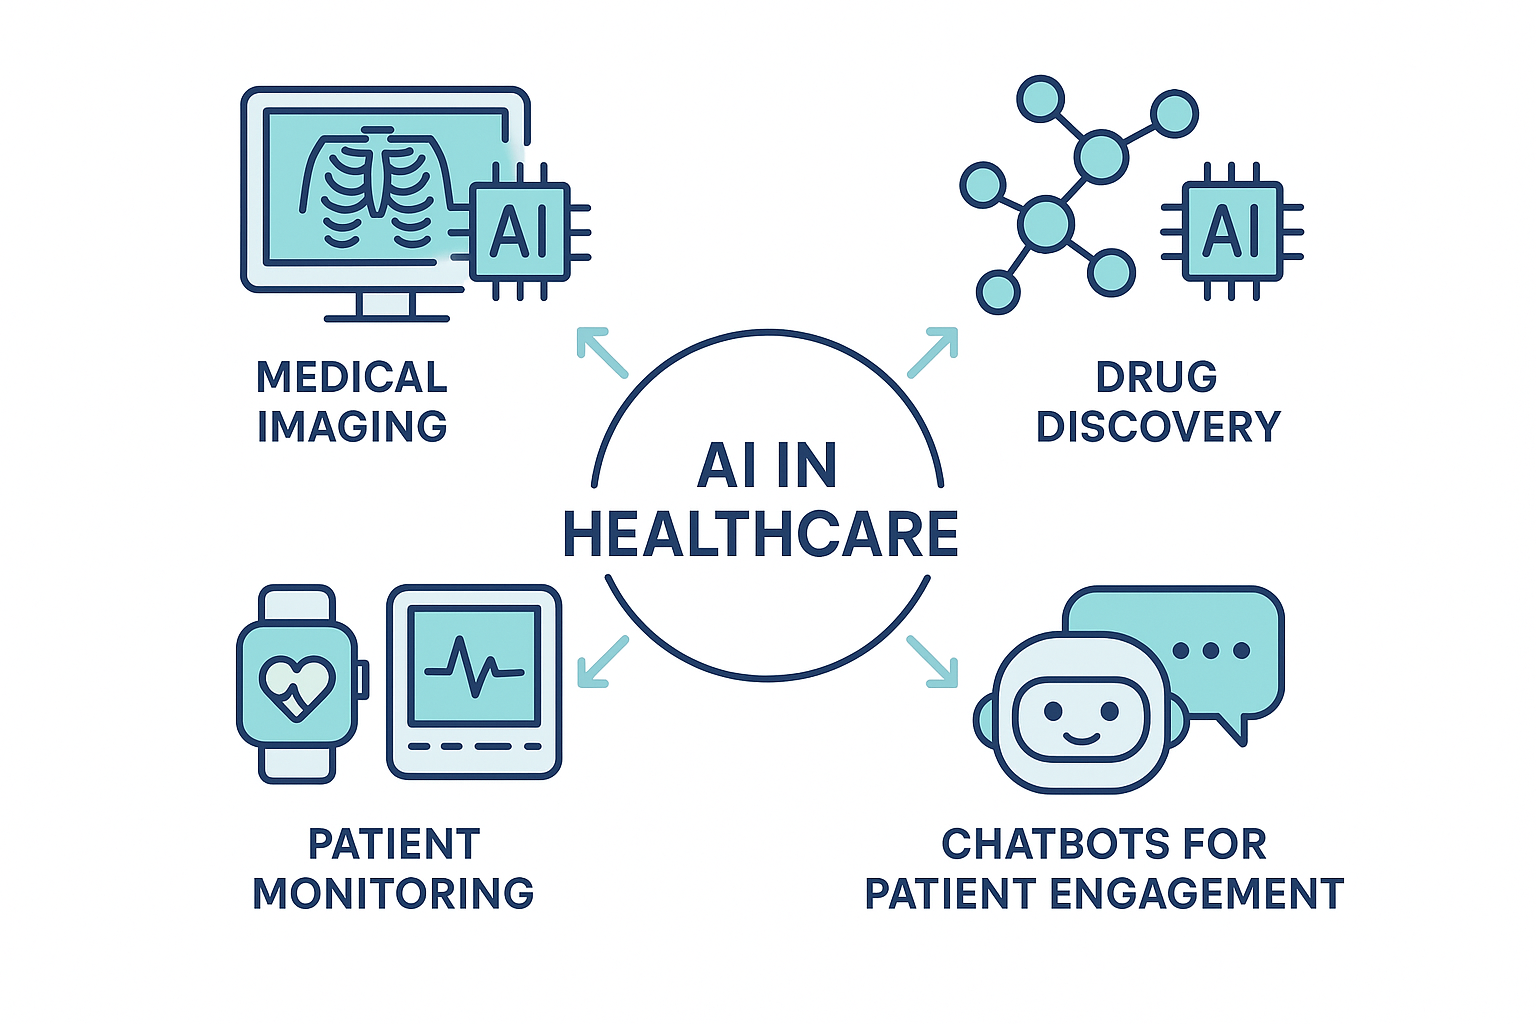 AI
AI
MEDICAL
IMAGING
DRUG
DISCOVERY
AI IN
HEALTHCARE
PATIENT
MONITORING
CHATBOTS FOR
PATIENT ENGAGEMENT